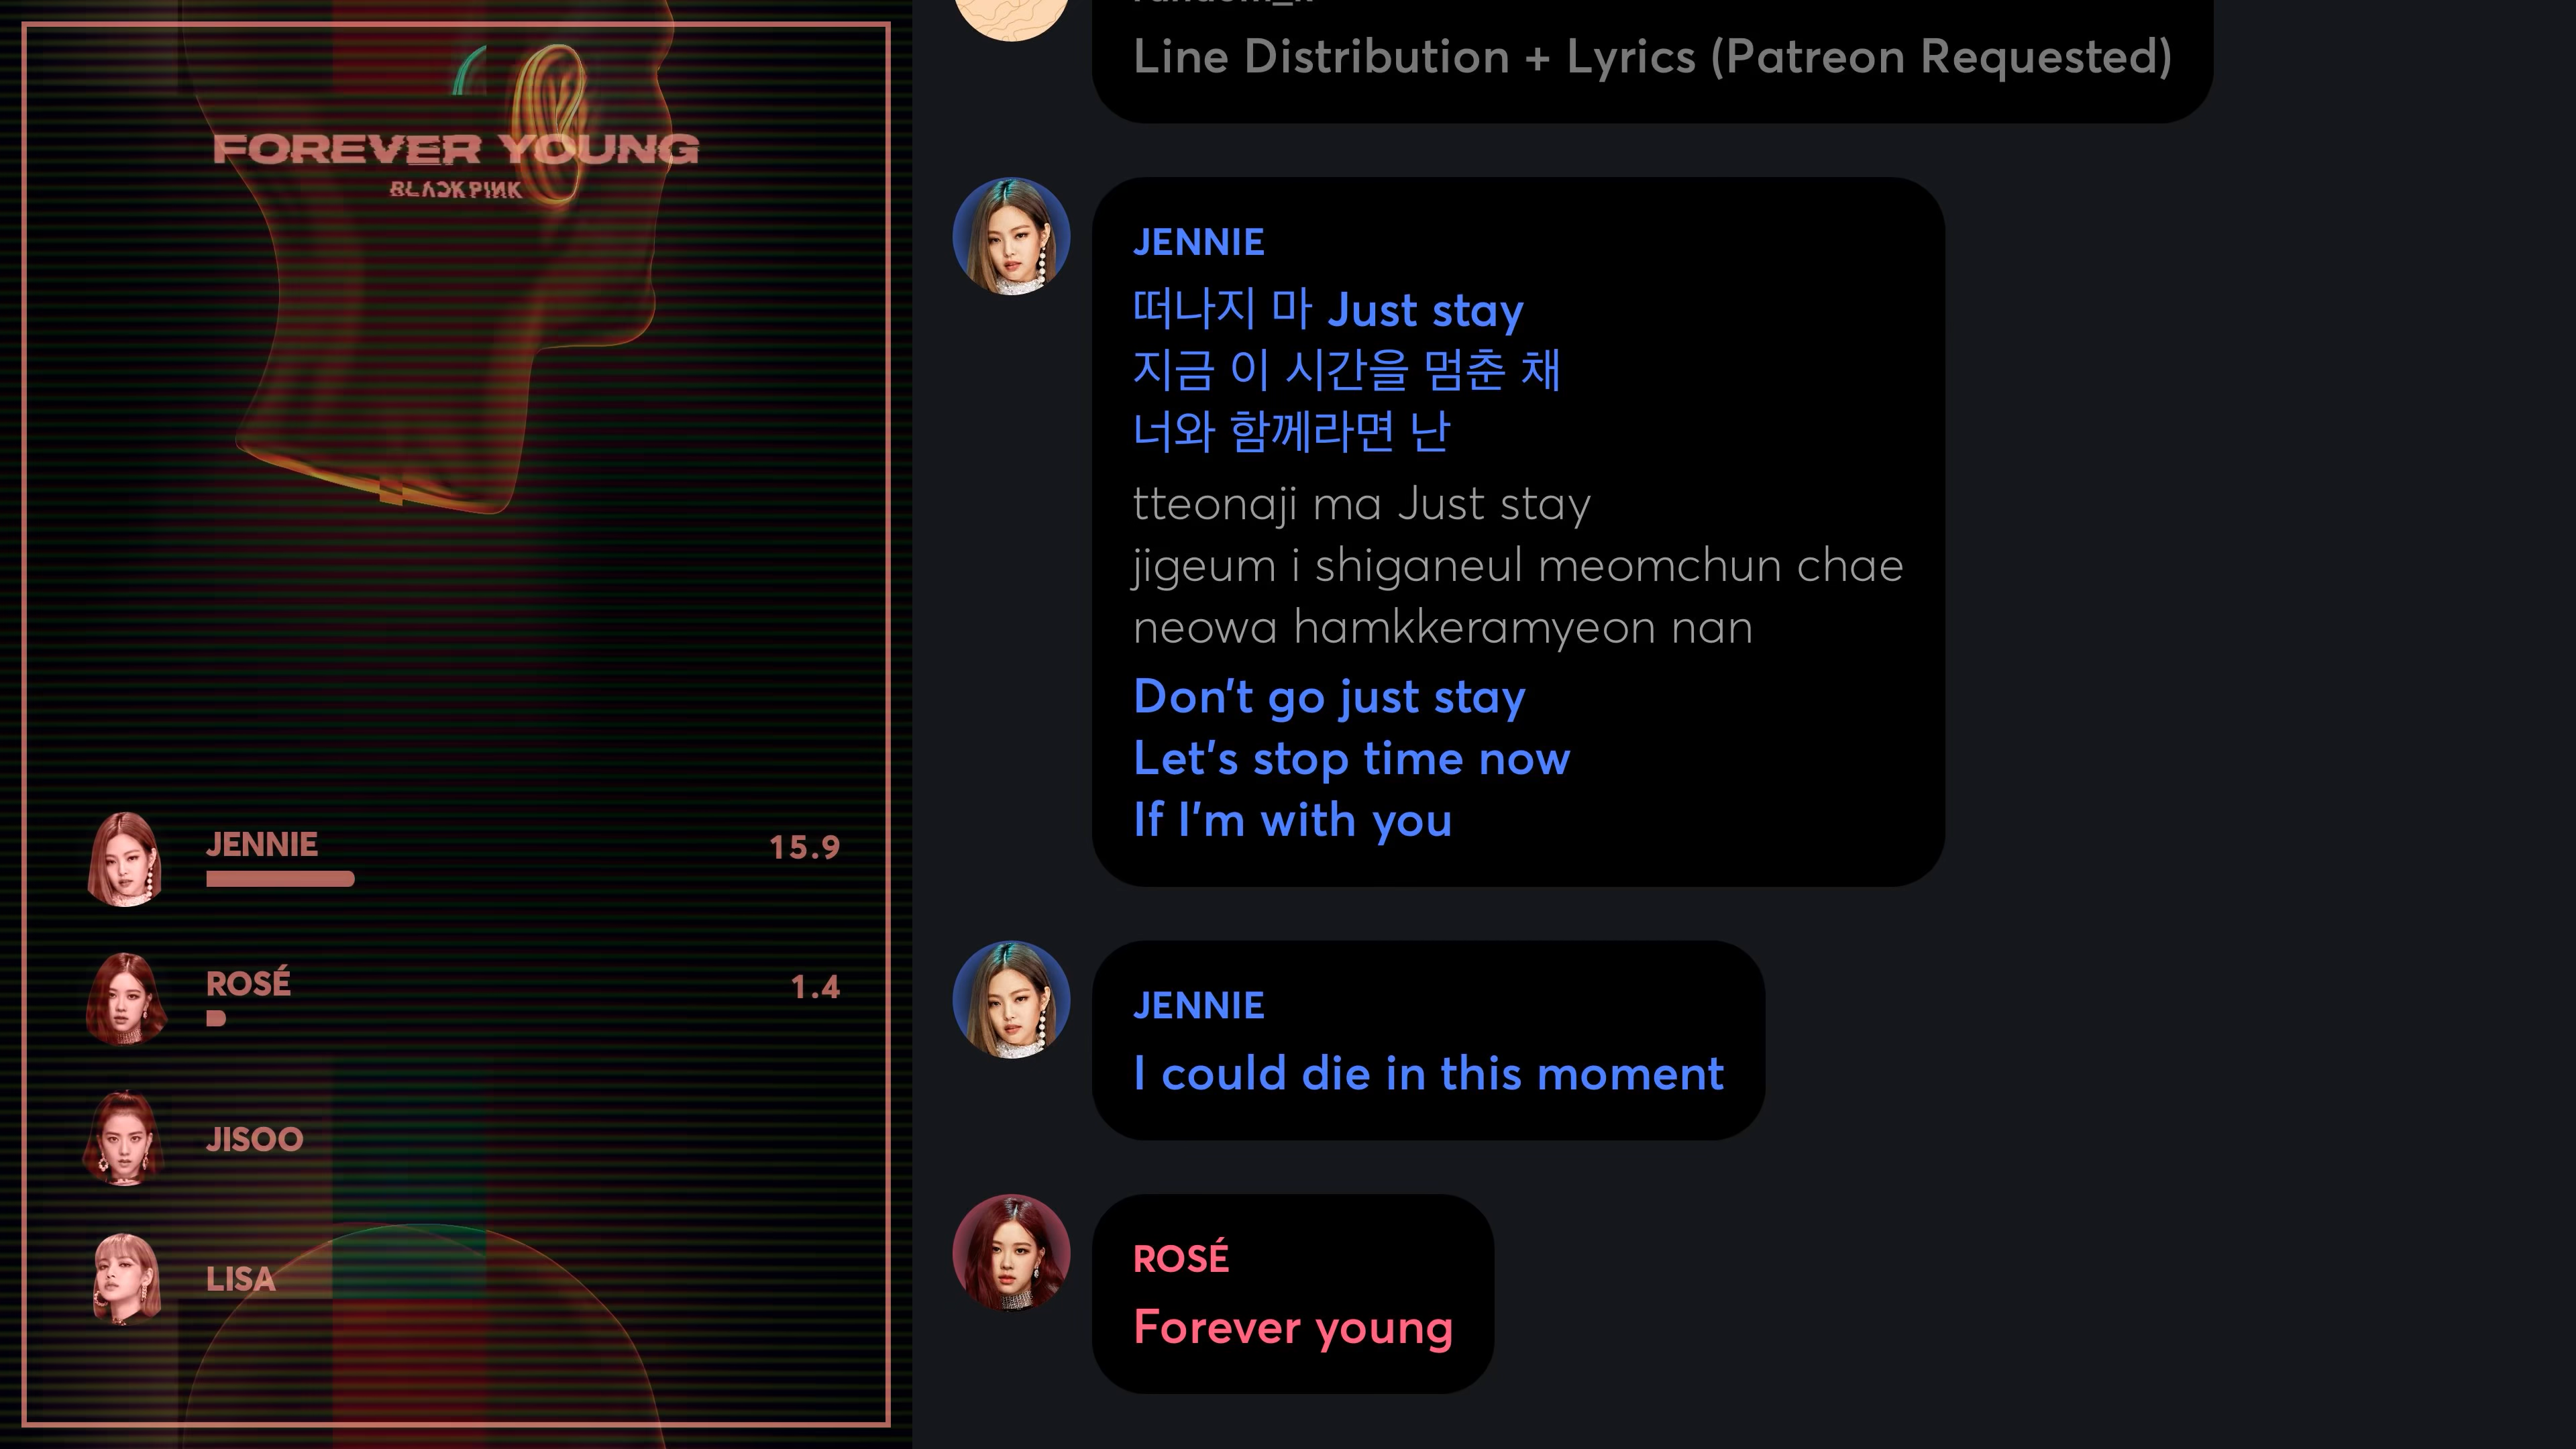 FOREVER YOUNG
BLACKPINK
JENNIE
15.9
ROSÉ
1.4
JISOO
LISA
Line Distribution + Lyrics (Patreon Requested)
JENNIE
떠나지 마 Just stay
지금 이 시간을 멈춘 채
너와 함께라면 난
tteonaji ma Just stay
jigeum i shiganeul meomchun chae
neowa hamkkeramyeon nan
Don't go just stay
Let's stop time now
If I'm with you
JENNIE
I could die in this moment
ROSÉ
Forever young